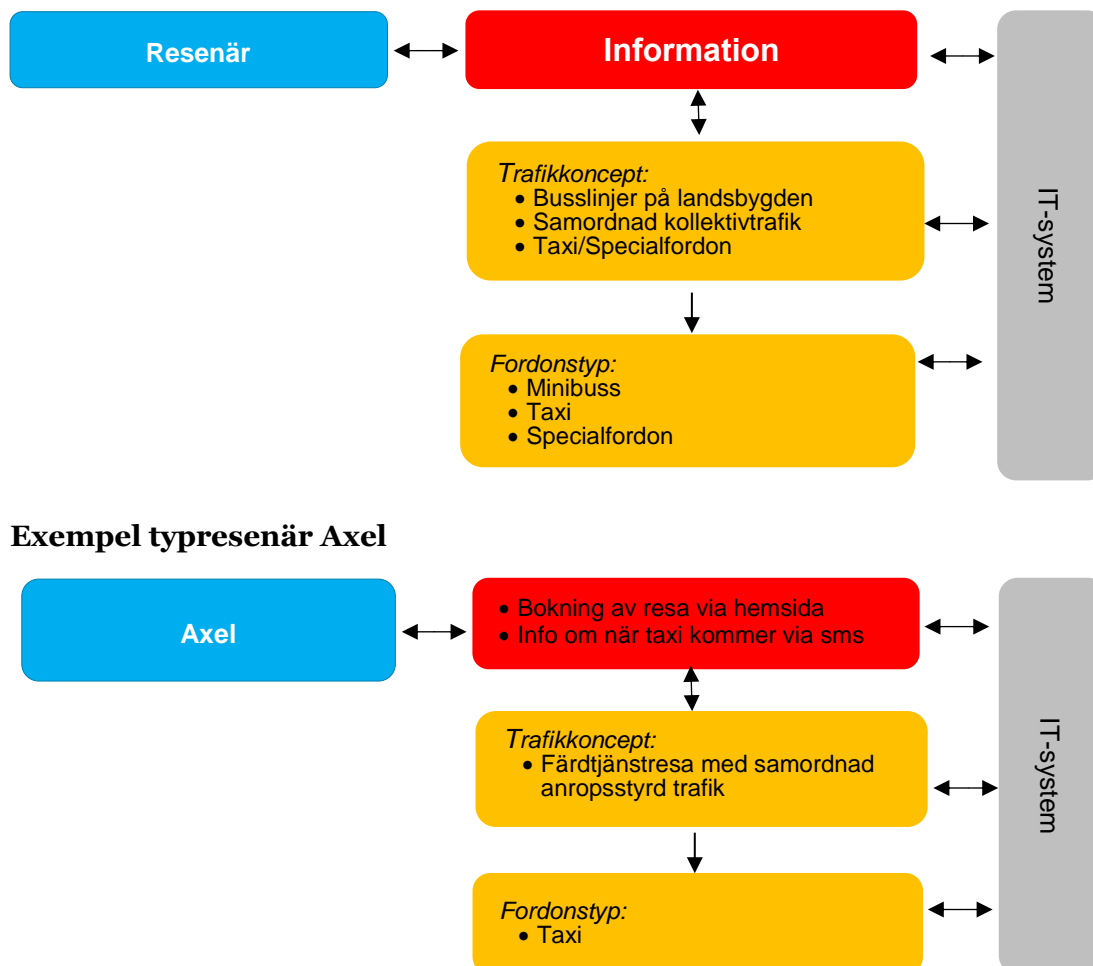 Resenär
Information
Trafikkoncept:
• Busslinjer på landsbygden
• Samordnad kollektivtrafik
• Taxi/Specialfordon
Fordonstyp:
• Minibuss
• Taxi
• Specialfordon
IT-system
Exempel typresenär Axel
Axel
• Bokning av resa via hemsida
• Info om när taxi kommer via sms
Trafikkoncept:
• Färdtjänstresa med samordnad
anropsstyrd trafik
Fordonstyp:
• Taxi
IT-system